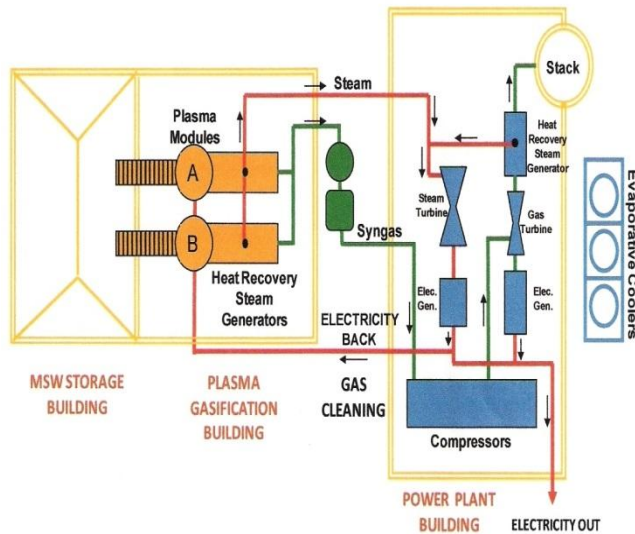 Stack
Steam
Plasma
Modules
Heat
Recovery
Steam
Generator
A
Steam
Turbine
Gas
Turbine
B
Syngas
Heat Recovery
Steam
Generators
Elec.
Gen.
Elec.
Gen.
Evaporative Coolers
ELECTRICITY
BACK
MSW STORAGE
BUILDING
PLASMA
GASIFICATION
BUILDING
GAS
CLEANING
Compressors
POWER PLANT
BUILDING
ELECTRICITY OUT